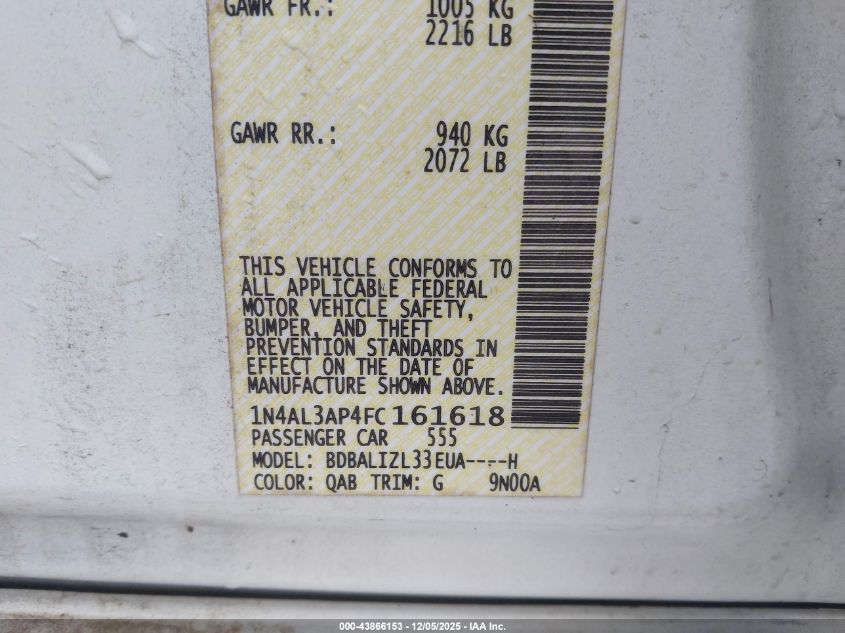 GAWR FR.: 1005 KG
2216 LB
GAWR RR.: 940 KG
2072 LB
THIS VEHICLE CONFORMS TO
ALL APPLICABLE FEDERAL
MOTOR VEHICLE SAFETY,
BUMPER, AND THEFT
PREVENTION STANDARDS IN
EFFECT ON THE DATE OF
MANUFACTURE SHOWN ABOVE.
1N4AL3AP4FC161618
PASSENGER CAR 555
MODEL: BDBALIZL33EUA----H
COLOR: QAB TRIM: G 9N00A
000-43866153 - 12/05/2025 - IAA Inc.